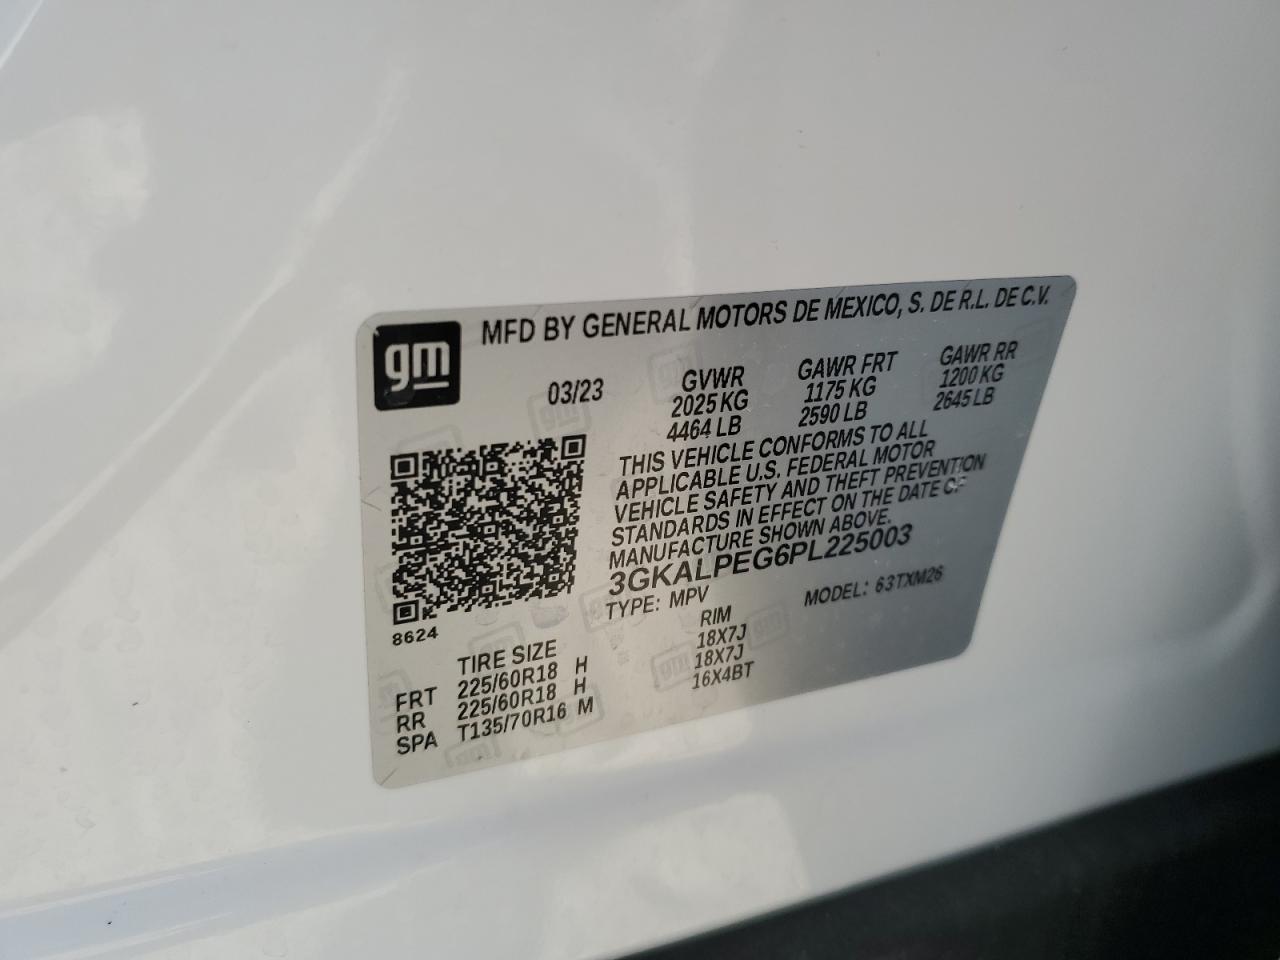 gm
MFD BY GENERAL MOTORS DE MEXICO, S. DE R.L. DE C.V.
03/23
GVWR GAWR FRT GAWR RR
2025 KG 1175 KG 1200 KG
4464 LB 2590 LB 2645 LB
THIS VEHICLE CONFORMS TO ALL
APPLICABLE U.S. FEDERAL MOTOR
VEHICLE SAFETY AND THEFT PREVENTION
STANDARDS IN EFFECT ON THE DATE OF
MANUFACTURE SHOWN ABOVE.
3GKALPEG6PL225003
TYPE: MPV MODEL: 63TXM26
8624
TIRE SIZE RIM
FRT 225/60R18 H 18X7J
RR 225/60R18 H 18X7J
SPA T135/70R16 M 16X4BT